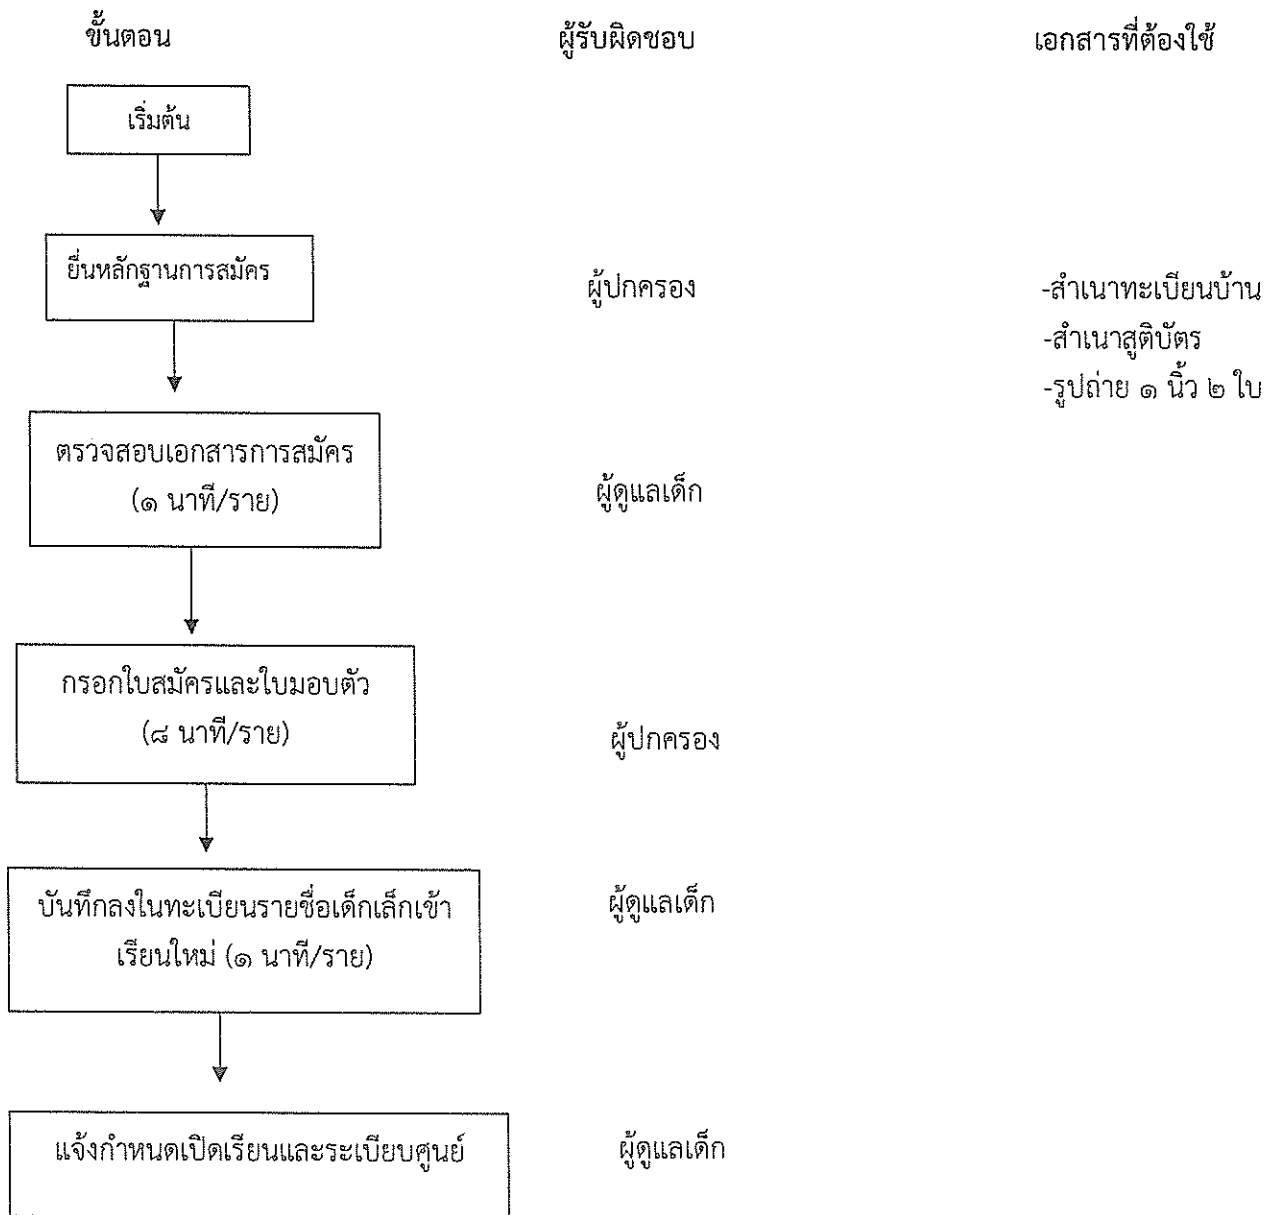 ขั้นตอน ผู้รับผิดชอบ เอกสารที่ต้องใช้
เริ่มต้น
ยื่นหลักฐานการสมัคร ผู้ปกครอง -สำเนาทะเบียนบ้าน
-สำเนาสูติบัตร
-รูปถ่าย ๑ นิ้ว ๒ ใบ
ตรวจสอบเอกสารการสมัคร
(๑ นาที/ราย) ผู้ดูแลเด็ก
กรอกใบสมัครและใบมอบตัว
(๘ นาที/ราย) ผู้ปกครอง
บันทึกลงในทะเบียนรายชื่อเด็กเล็กเข้า ผู้ดูแลเด็ก
เรียนใหม่ (๑ นาที/ราย)
แจ้งกำหนดเปิดเรียนและระเบียบศูนย์ ผู้ดูแลเด็ก